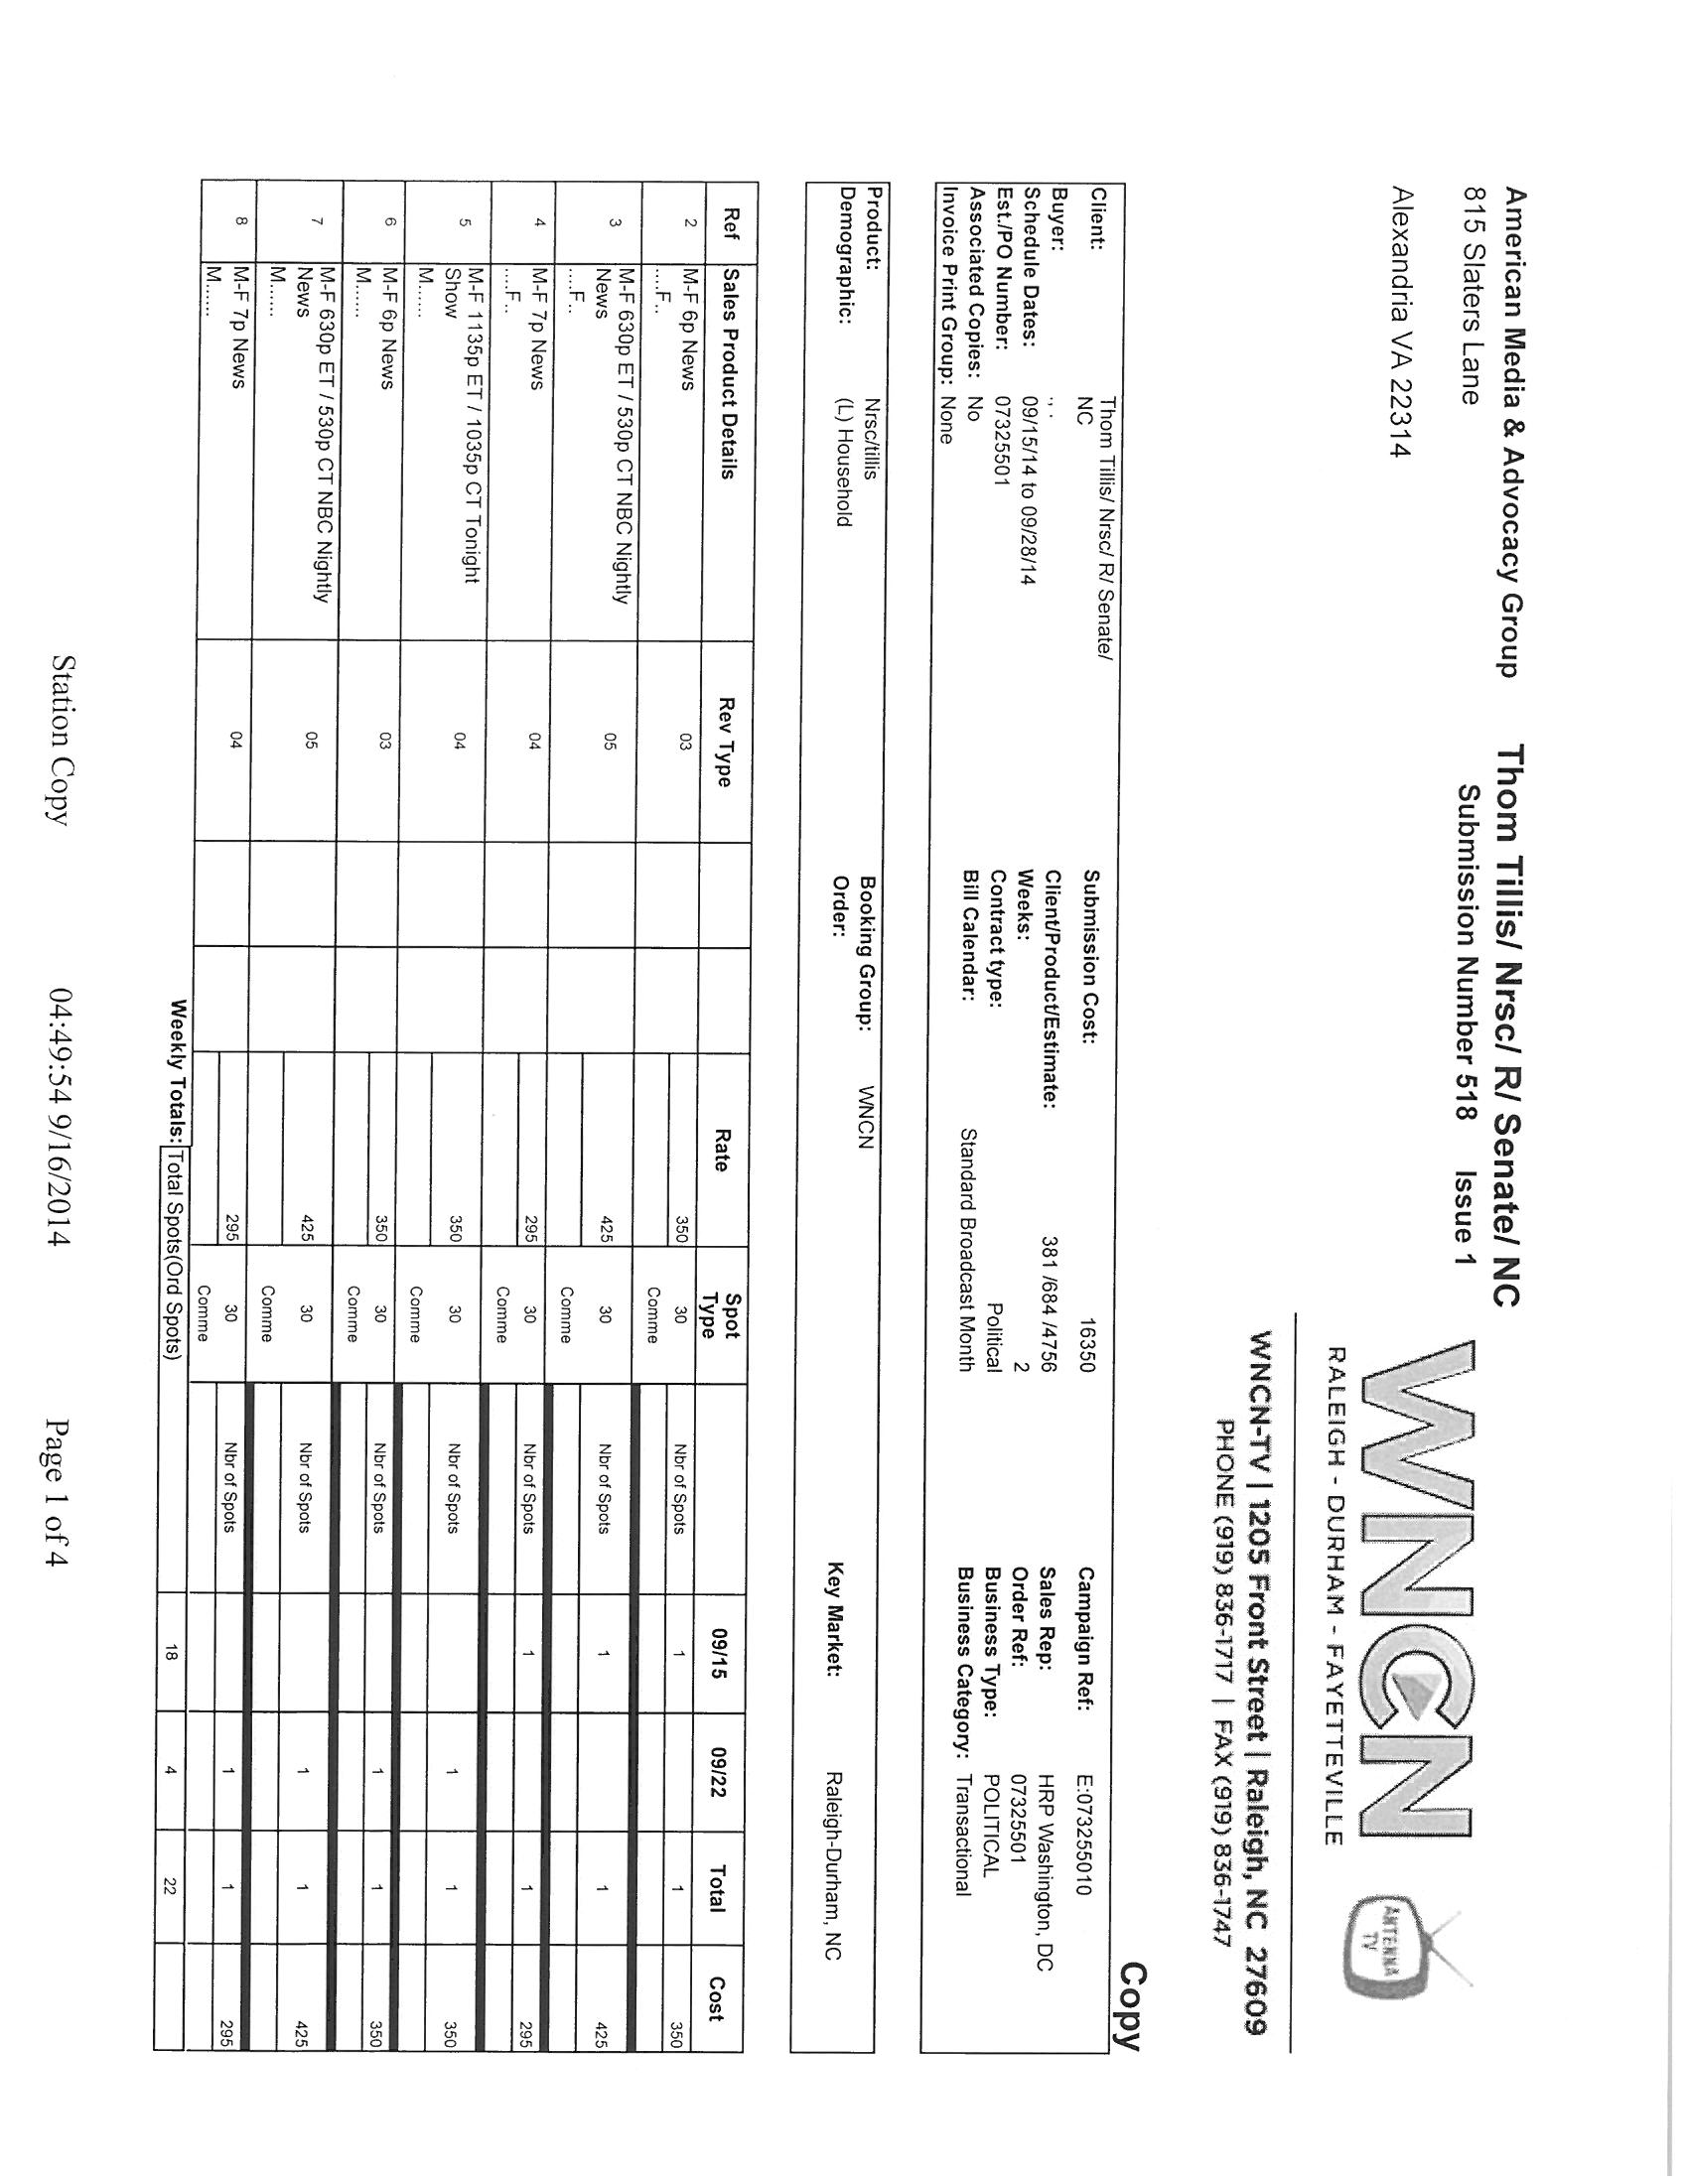 American Media & Advocacy Group
815 Slaters Lane
Alexandria VA 22314
Thom Tillis/ Nrsc/ R/ Senate/ NC
Submission Number 518 Issue 1
WNCN
RALEIGH - DURHAM - FAYETTEVILLE
ANTENNA TV
WNCN-TV | 1205 Front Street | Raleigh, NC 27609
PHONE (919) 836-1717 | FAX (919) 836-1747
Copy
Client: Thom Tillis/ Nrsc/ R/ Senate/ NC
Buyer: ., .
Schedule Dates: 09/15/14 to 09/28/14
Est./PO Number: 07325501
Associated Copies: No
Invoice Print Group: None
Submission Cost: 16350
Client/Product/Estimate: 381 /684 /4756
Weeks: 2
Contract type: Political
Bill Calendar: Standard Broadcast Month
Campaign Ref: E:073255010
Sales Rep: HRP Washington, DC
Order Ref: 07325501
Business Type: POLITICAL
Business Category: Transactional
Product: Nrsc/tillis
Demographic: (L) Household
Booking Group: WNCN
Order:
Key Market: Raleigh-Durham, NC
Ref Sales Product Details Rev Type Rate Spot Type 09/15 09/22 Total Cost
2 M-F 6p News 03 350 30 Nbr of Spots 1 1 350
....F.. Comme
3 M-F 630p ET / 530p CT NBC Nightly 05 425 30 Nbr of Spots 1 1 425
News
....F.. Comme
4 M-F 7p News 04 295 30 Nbr of Spots 1 1 295
....F.. Comme
5 M-F 1135p ET / 1035p CT Tonight 04 350 30 Nbr of Spots 1 1 350
Show
M...... Comme
6 M-F 6p News 03 350 30 Nbr of Spots 1 1 350
M...... Comme
7 M-F 630p ET / 530p CT NBC Nightly 05 425 30 Nbr of Spots 1 1 425
News
M...... Comme
8 M-F 7p News 04 295 30 Nbr of Spots 1 1 295
M...... Comme
Weekly Totals: Total Spots(Ord Spots) 18 4 22
Station Copy 04:49:54 9/16/2014 Page 1 of 4